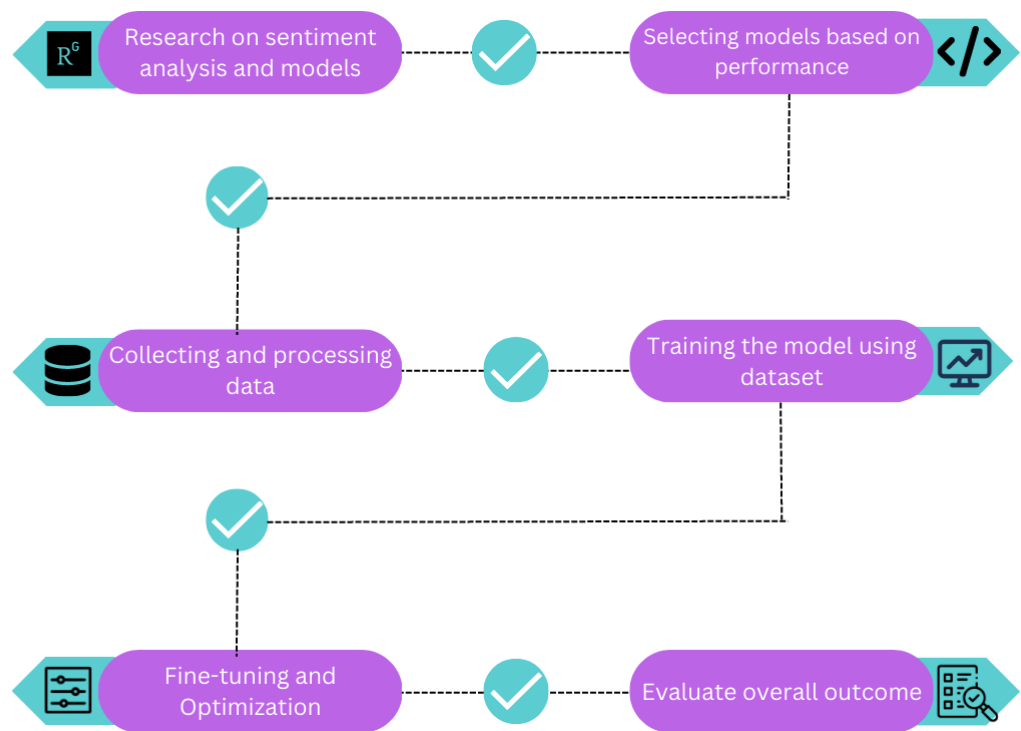 RG
Research on sentiment
analysis and models
Selecting models based on
performance
</>
Collecting and processing
data
Training the model using
dataset
Fine-tuning and
Optimization
Evaluate overall outcome